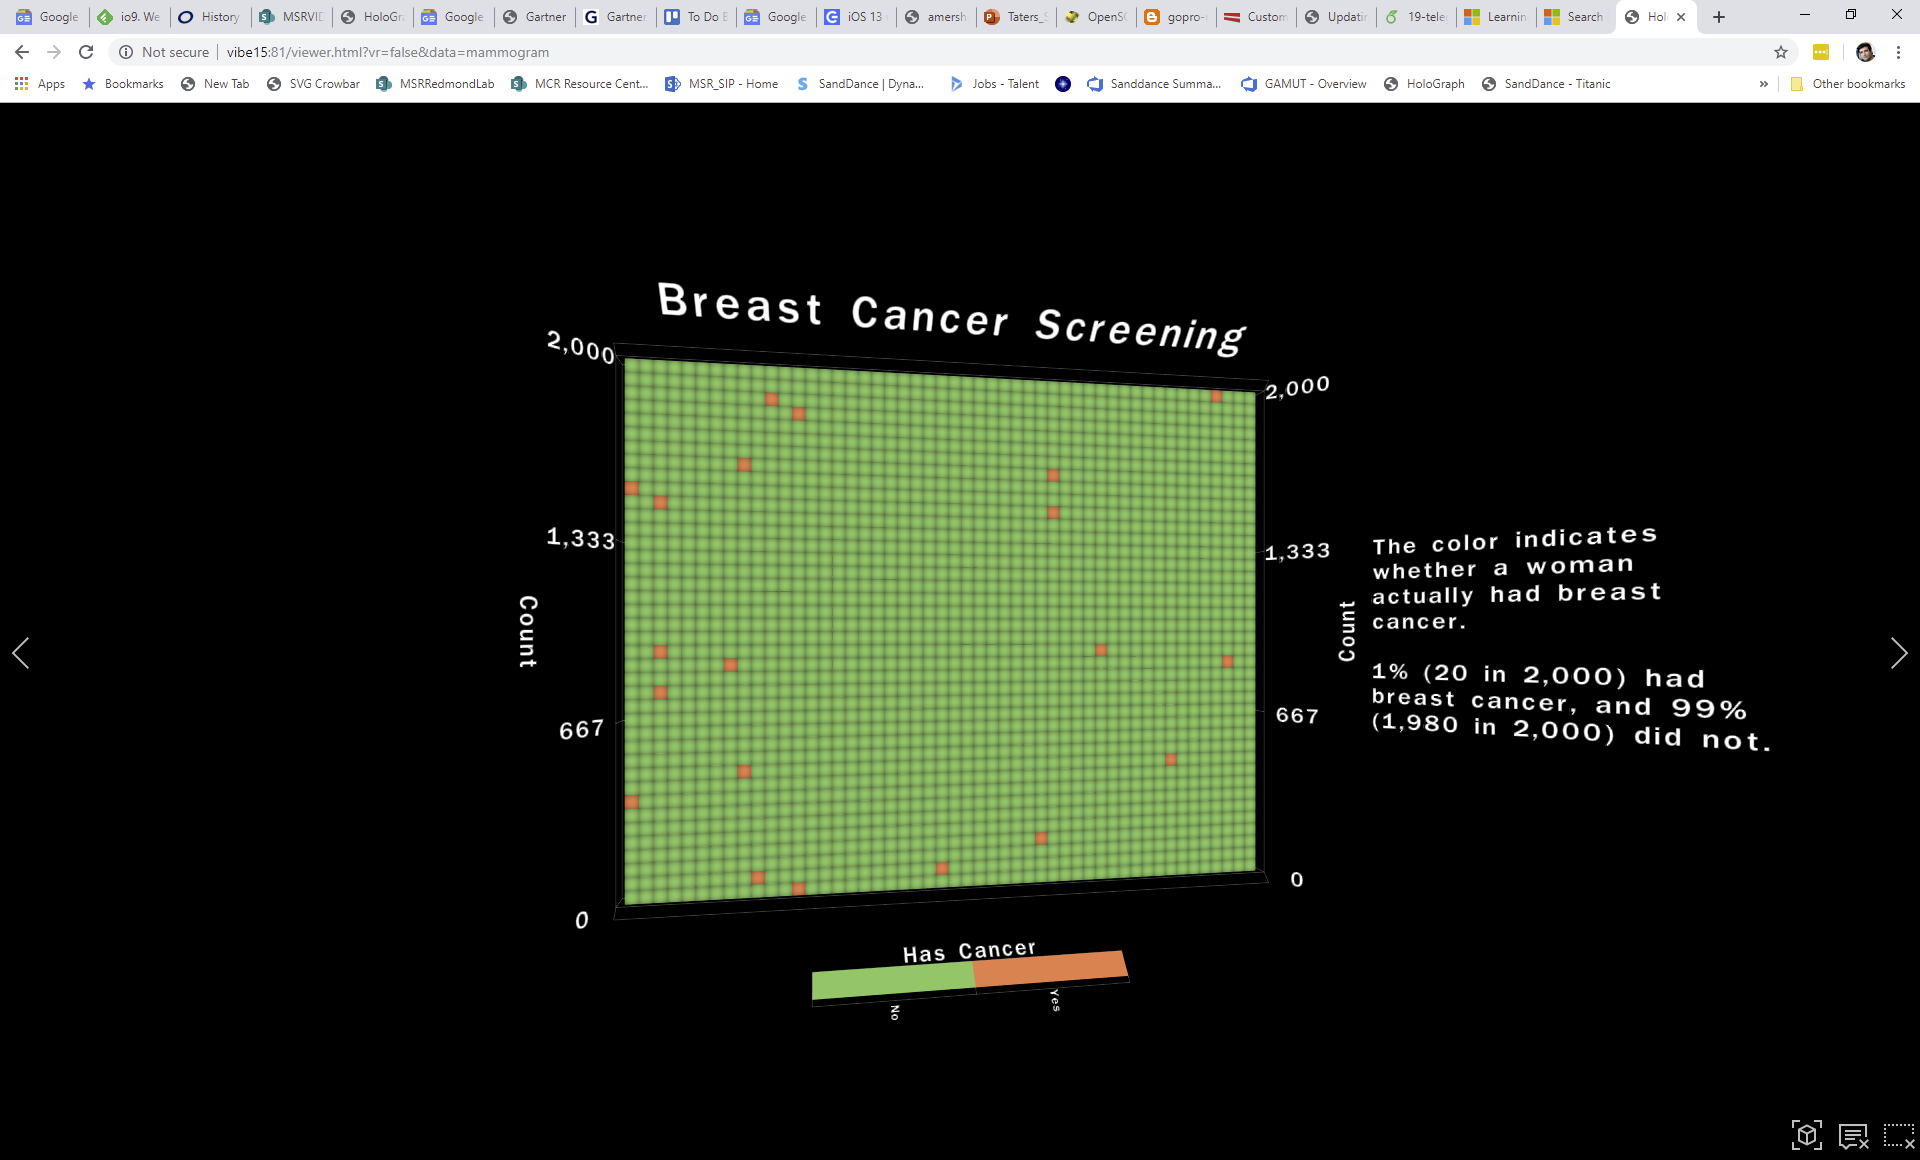 Google
io9. We
History
MSRVID
HoloGr
Google
Gartner
Gartner
To Do B
Google
iOS 13
amersh
Taters_S
OpenSC
gopro-
Custom
Updatin
19-tele
Learnin
Search
Hol
Not secure
vibe15:81/viewer.html?vr=false&data=mammogram
Apps
Bookmarks
New Tab
SVG Crowbar
MSRRedmondLab
MCR Resource Cent...
MSR_SIP - Home
SandDance | Dyna...
Jobs - Talent
Sanddance Summa...
GAMUT - Overview
HoloGraph
SandDance - Titanic
»
Other bookmarks
Breast Cancer Screening
2,000
1,333
Count
667
0
2,000
1,333
Count
667
0
The color indicates
whether a woman
actually had breast
cancer.
1% (20 in 2,000) had
breast cancer, and 99%
(1,980 in 2,000) did not.
Has Cancer
No
Yes